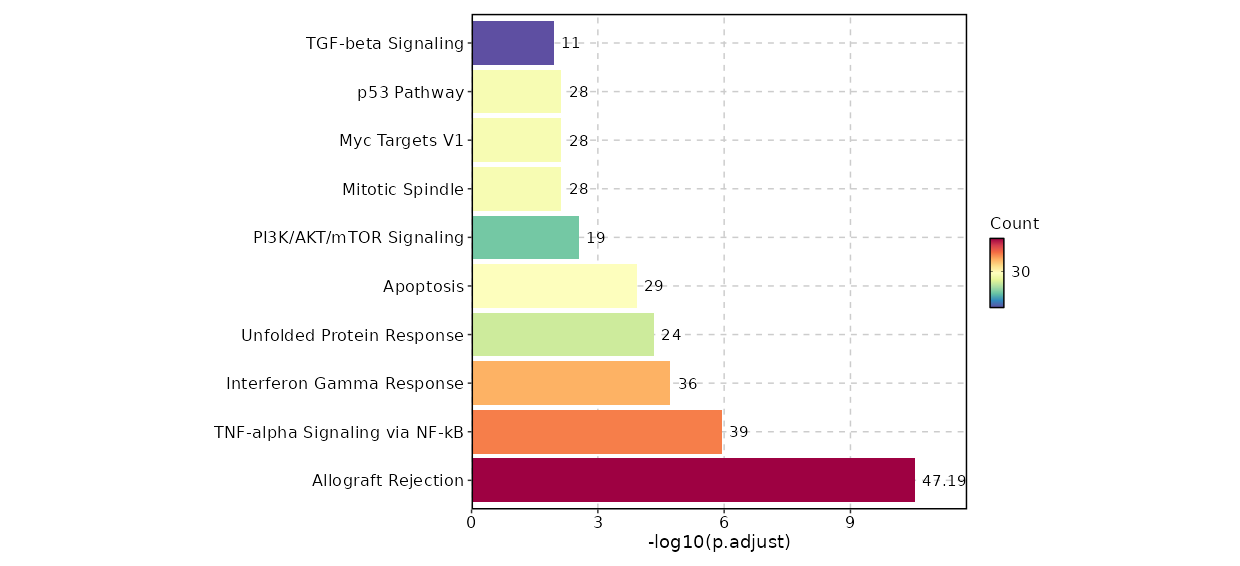 TGF-beta Signaling 11
p53 Pathway 28
Myc Targets V1 28
Mitotic Spindle 28
PI3K/AKT/mTOR Signaling 19
Apoptosis 29
Unfolded Protein Response 24
Interferon Gamma Response 36
TNF-alpha Signaling via NF-kB 39
Allograft Rejection 47.19
0 3 6 9
-log10(p.adjust)
Count
30